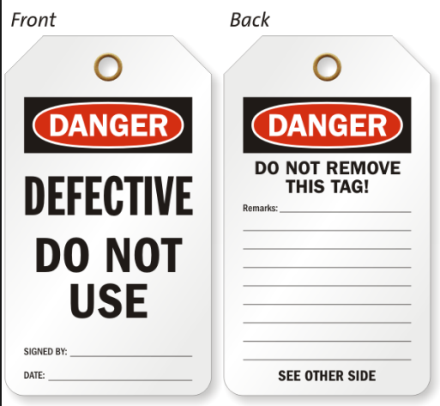 Front
DANGER
DEFECTIVE
DO NOT
USE
SIGNED BY:
DATE:
Back
DANGER
DO NOT REMOVE
THIS TAG!
Remarks:
SEE OTHER SIDE